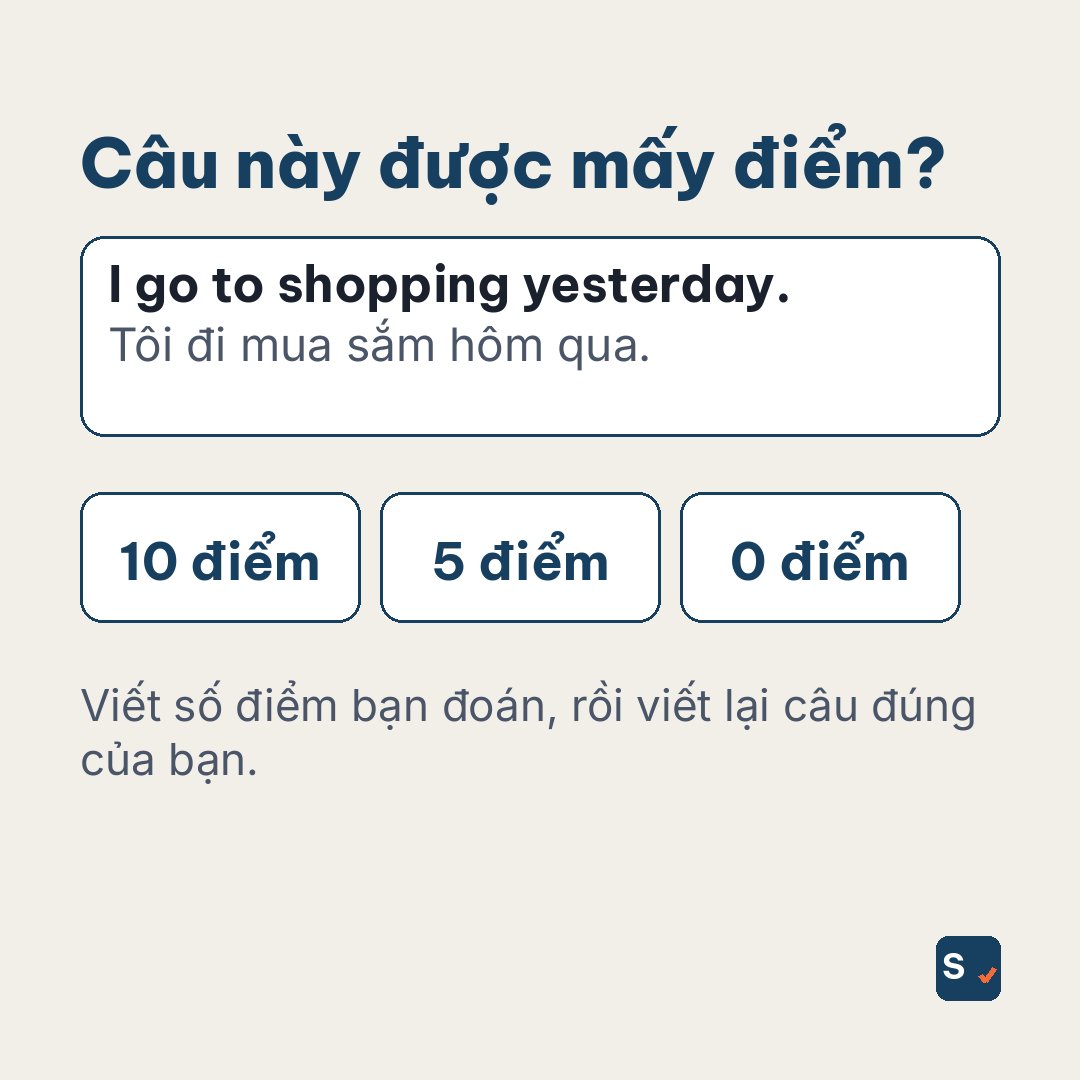 Câu này được mấy điểm?
I go to shopping yesterday.
Tôi đi mua sắm hôm qua.
10 điểm
5 điểm
0 điểm
Viết số điểm bạn đoán, rồi viết lại câu đúng
của bạn.
S